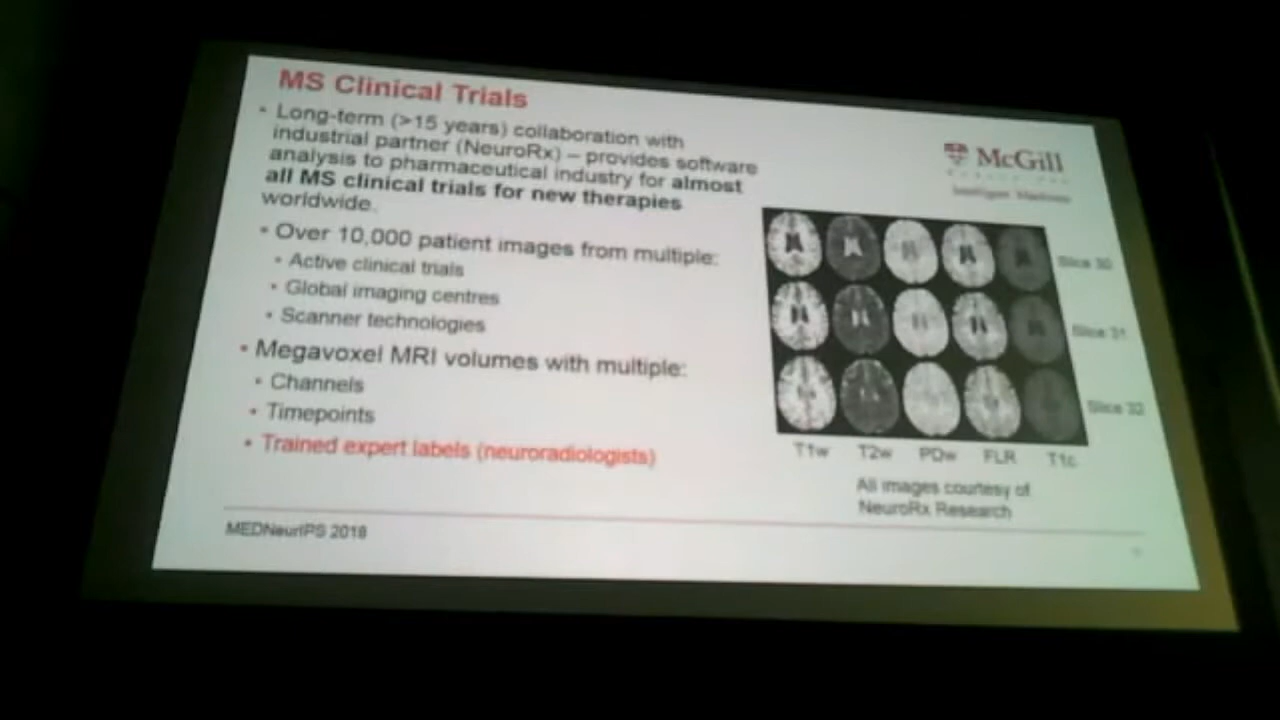 MS Clinical Trials
• Long-term (>15 years) collaboration with
industrial partner (NeuroRx) – provides software
analysis to pharmaceutical industry for almost
all MS clinical trials for new therapies
worldwide.
• Over 10,000 patient images from multiple:
• Active clinical trials
• Global imaging centres
• Scanner technologies
• Megavoxel MRI volumes with multiple:
• Channels
• Timepoints
• Trained expert labels (neuroradiologists)
McGill
Slice 30
Slice 31
Slice 32
T1w T2w PDw FLR T1c
All images courtesy of
NeuroRx Research
MEDNeurIPS 2019